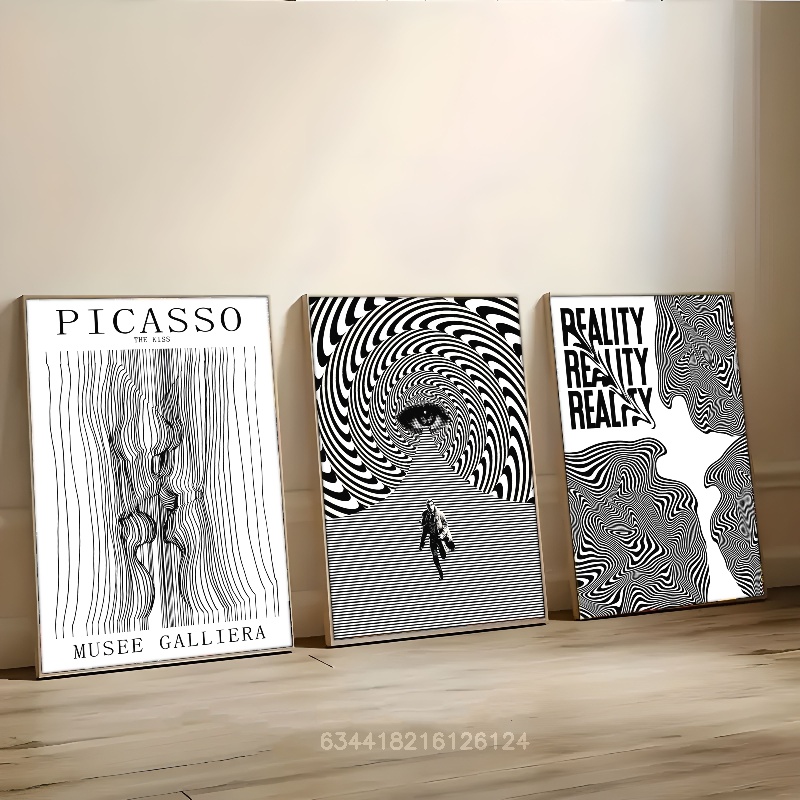 PICASSO
THE KISS
MUSEE GALLIERA
REALITY
REALITY
REALITY
634418216126124